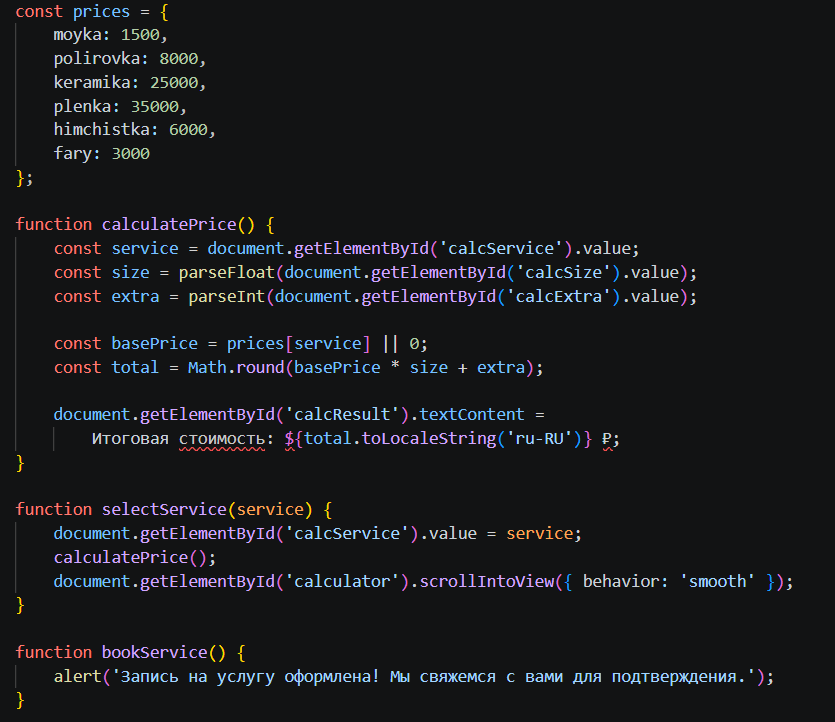 const prices = {
    moyka: 1500,
    polirovka: 8000,
    keramika: 25000,
    plenka: 35000,
    himchistka: 6000,
    fary: 3000
};

function calculatePrice() {
    const service = document.getElementById('calcService').value;
    const size = parseFloat(document.getElementById('calcSize').value);
    const extra = parseInt(document.getElementById('calcExtra').value);

    const basePrice = prices[service] || 0;
    const total = Math.round(basePrice * size + extra);

    document.getElementById('calcResult').textContent =
        Итоговая стоимость: ${total.toLocaleString('ru-RU')} ₽;
}

function selectService(service) {
    document.getElementById('calcService').value = service;
    calculatePrice();
    document.getElementById('calculator').scrollIntoView({ behavior: 'smooth' });
}

function bookService() {
    alert('Запись на услугу оформлена! Мы свяжемся с вами для подтверждения.');
}